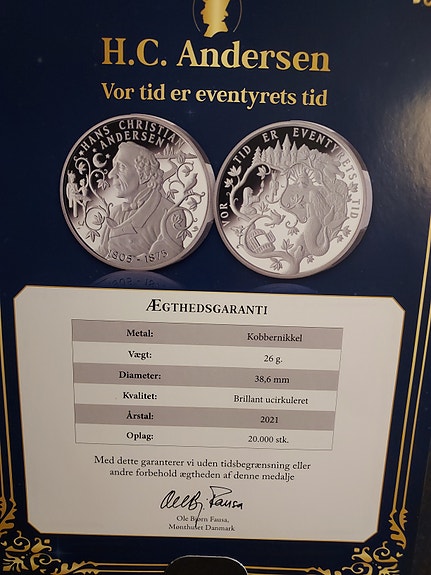 H.C. Andersen
Vor tid er eventyrets tid
HANS CHRISTIAN
ANDERSEN
1805 - 1875
VOR TID ER EVENTYRETS TID
ÆGTHEDSGARANTI
Metal: Kobbernikkel
Vægt: 26 g.
Diameter: 38,6 mm
Kvalitet: Brillant ucirkuleret
Årstal: 2021
Oplag: 20.000 stk.
Med dette garanterer vi uden tidsbegrænsning eller
andre forbehold ægtheden af denne medalje
Ole Bjørn Fausa,
Mønthuset Danmark